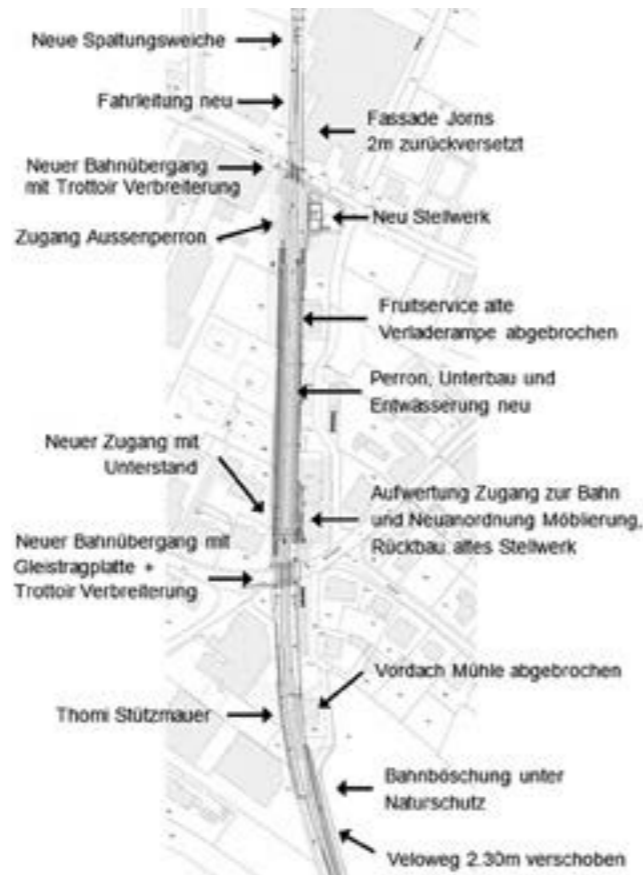 Neue Spaltungsweiche
Fahrleitung neu
Fassade Jorns
2m zurückversetzt
Neuer Bahnübergang
mit Trottoir Verbreiterung
Neu Stellwerk
Zugang Aussenperron
Fruitservice alte
Verladerampe abgebrochen
Perron, Unterbau und
Entwässerung neu
Neuer Zugang mit
Unterstand
Aufwertung Zugang zur Bahn
und Neuanordnung Möblierung,
Rückbau altes Stellwerk
Neuer Bahnübergang mit
Gleistragplatte +
Trottoir Verbreiterung
Vordach Mühle abgebrochen
Thomi Stützmauer
Bahnböschung unter
Naturschutz
Veloweg 2.30m verschoben